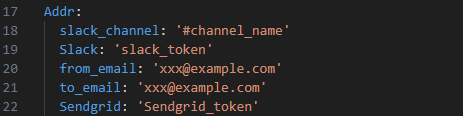 17 Addr:
18 slack_channel: '#channel_name'
19 Slack: 'slack_token'
20 from_email: 'xxx@example.com'
21 to_email: 'xxx@example.com'
22 Sendgrid: 'Sendgrid_token'